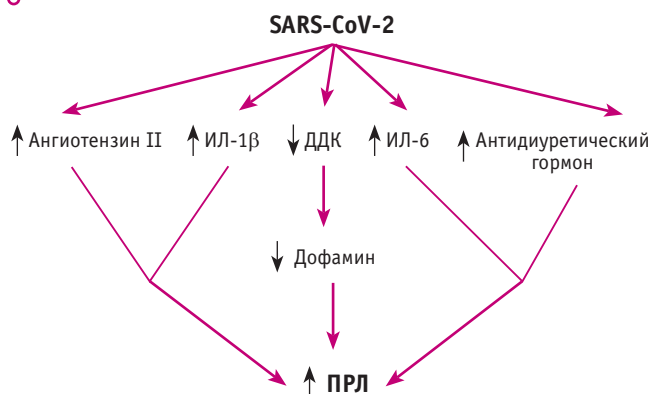 SARS-CoV-2
↑ Ангиотензин II ↑ ИЛ-1β ↓ ДДК ↑ ИЛ-6 ↑ Антидиуретический
гормон
↓ Дофамин
↑ ПРЛ